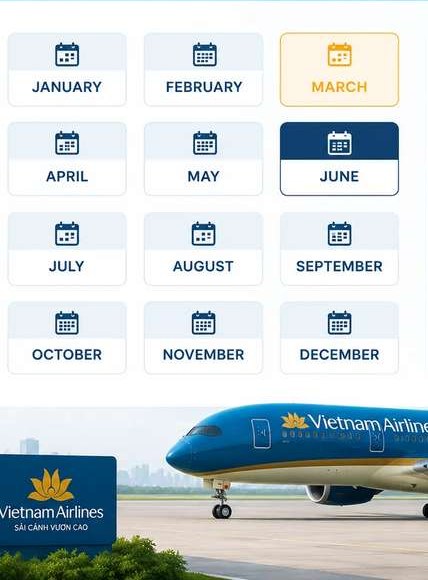 JANUARY
FEBRUARY
MARCH
APRIL
MAY
JUNE
JULY
AUGUST
SEPTEMBER
OCTOBER
NOVEMBER
DECEMBER
Vietnam Airline
Vietnam Airlines
SẢI CÁNH VƯƠN CAO